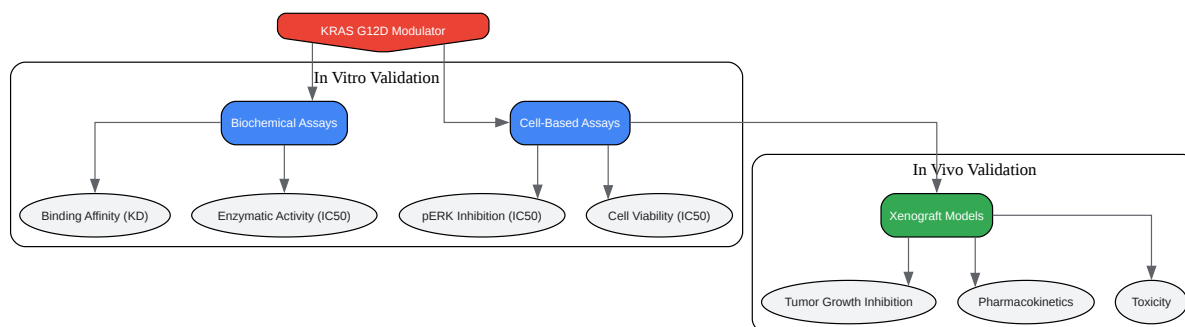 KRAS G12D Modulator
In Vitro Validation
Biochemical Assays
Cell-Based Assays
Binding Affinity (KD)
Enzymatic Activity (IC50)
pERK Inhibition (IC50)
Cell Viability (IC50)
In Vivo Validation
Xenograft Models
Tumor Growth Inhibition
Pharmacokinetics
Toxicity